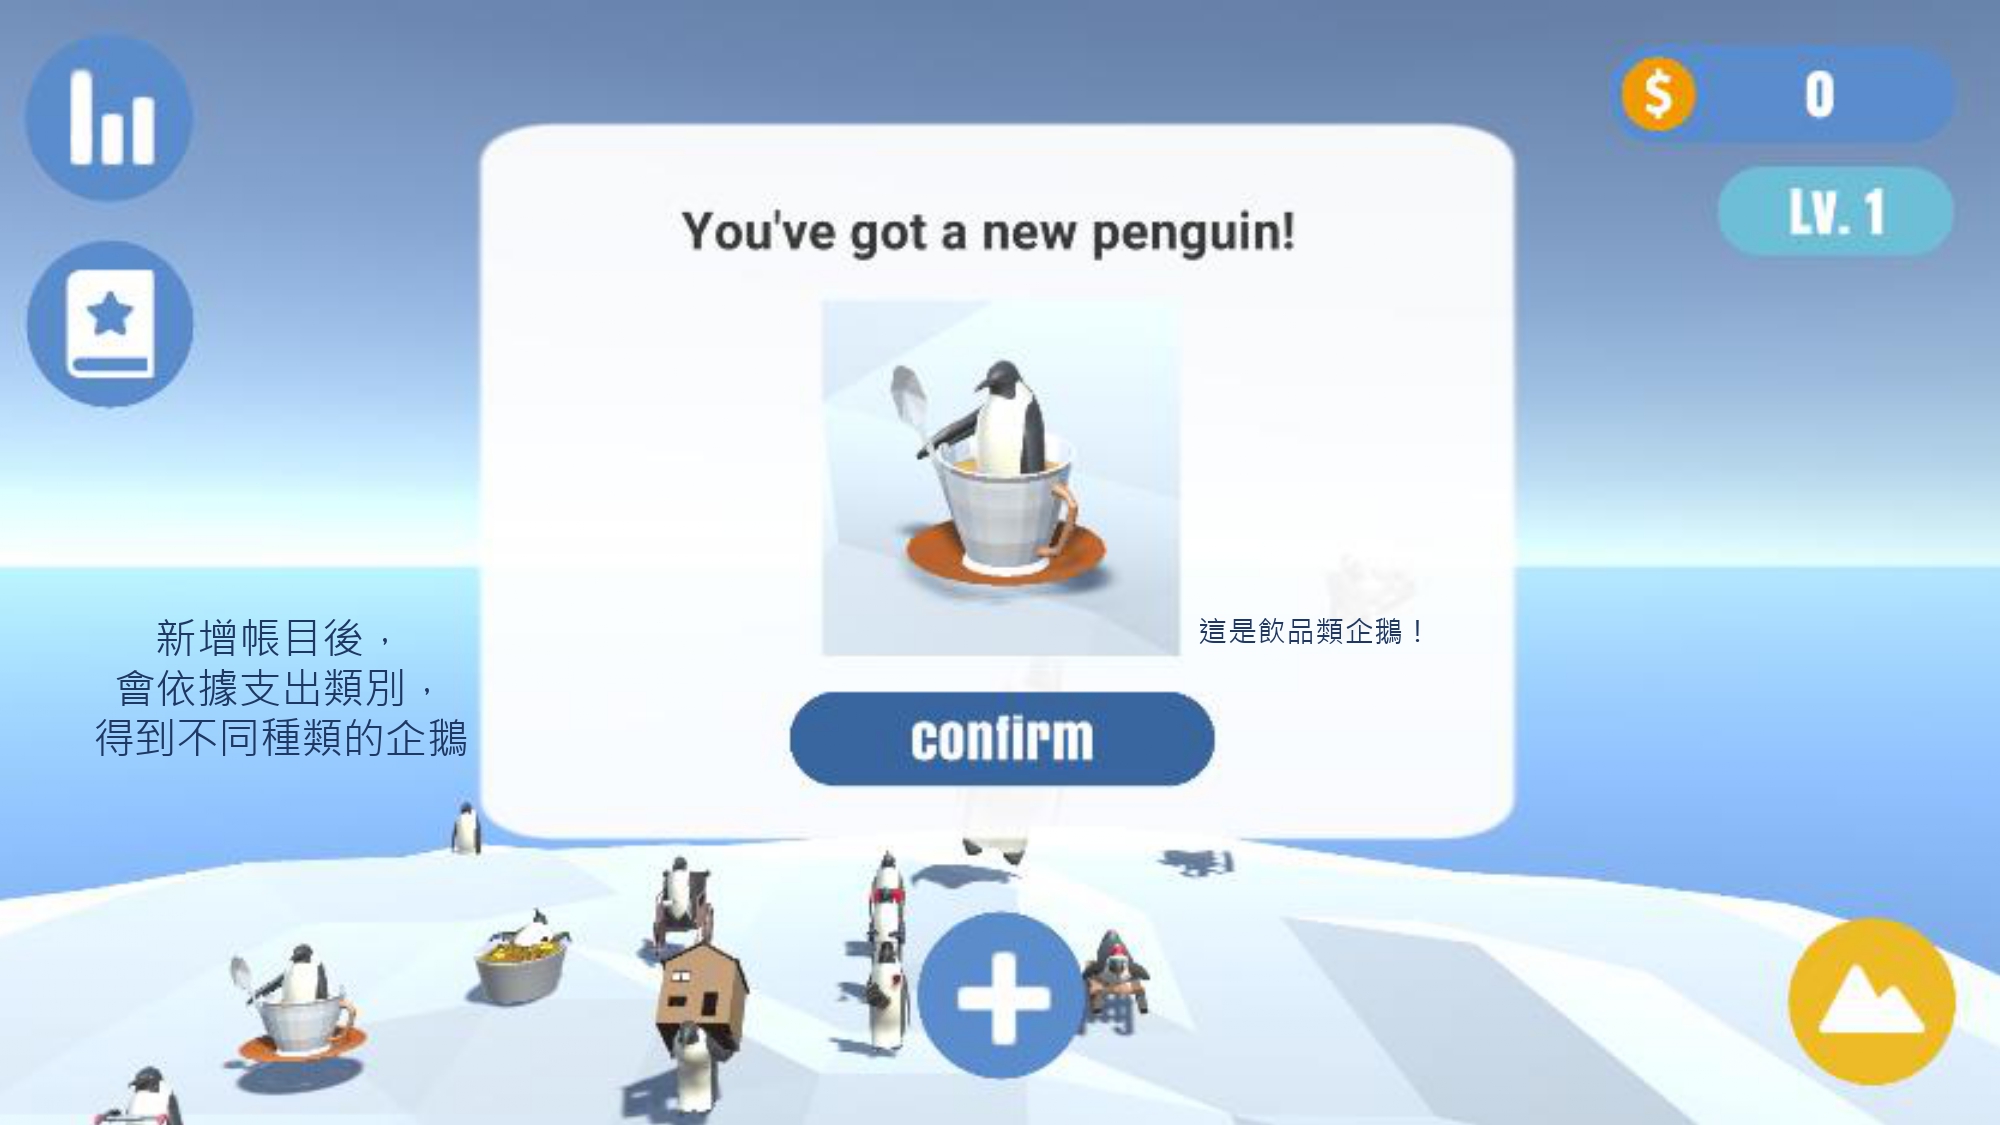 $ 0
LV. 1
You've got a new penguin!
這是飲品類企鵝！
confirm
新增帳目後，
會依據支出類別，
得到不同種類的企鵝